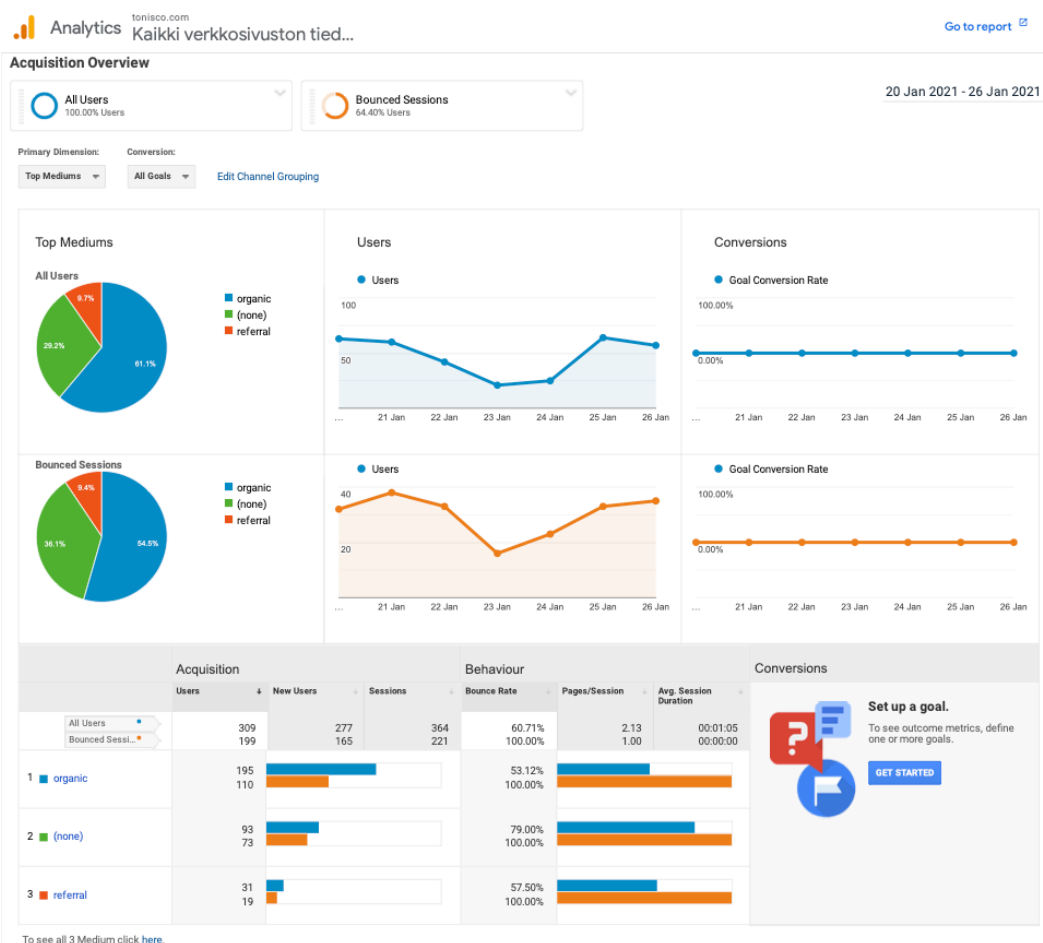 Analytics
tonisco.com
Kaikki verkkosivuston tied...
Go to report
Acquisition Overview
All Users
100.00% Users
Bounced Sessions
64.40% Users
20 Jan 2021 - 26 Jan 2021
Primary Dimension:
Conversion:
Top Mediums
All Goals
Edit Channel Grouping
Top Mediums
All Users
9.7%
29.2%
61.1%
organic
(none)
referral
Users
Users
100
50
...
21 Jan
22 Jan
23 Jan
24 Jan
25 Jan
26 Jan
Conversions
Goal Conversion Rate
100.00%
0.00%
...
21 Jan
22 Jan
23 Jan
24 Jan
25 Jan
26 Jan
Bounced Sessions
9.4%
36.1%
54.5%
organic
(none)
referral
Users
40
20
...
21 Jan
22 Jan
23 Jan
24 Jan
25 Jan
26 Jan
Goal Conversion Rate
100.00%
0.00%
...
21 Jan
22 Jan
23 Jan
24 Jan
25 Jan
26 Jan
Acquisition
Behaviour
Conversions
Users
New Users
Sessions
Bounce Rate
Pages/Session
Avg. Session
Duration
All Users
309
277
364
60.71%
2.13
00:01:05
Bounced Sessi...
199
165
221
100.00%
1.00
00:00:00
1 organic
195
110
53.12%
100.00%
2 (none)
93
73
79.00%
100.00%
3 referral
31
19
57.50%
100.00%
Set up a goal.
To see outcome metrics, define
one or more goals.
GET STARTED
To see all 3 Medium click here.